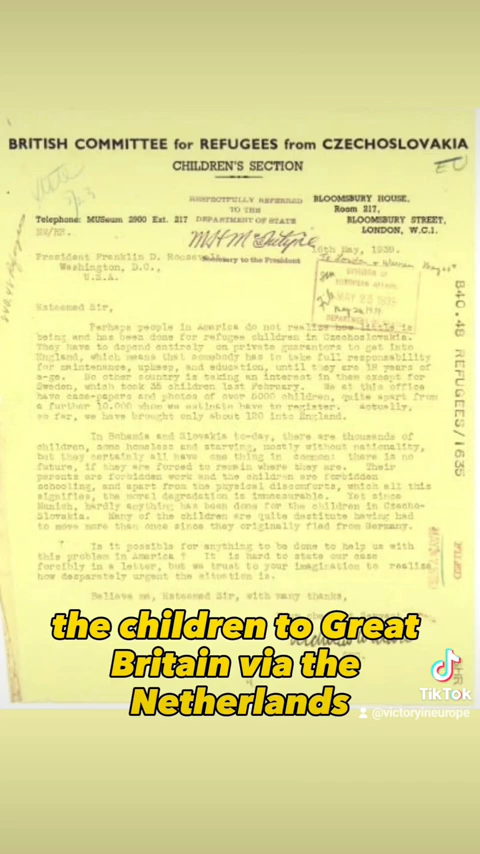 BRITISH COMMITTEE for REFUGEES from CZECHOSLOVAKIA
CHILDREN'S SECTION
RESPECTFULLY REFERRED
TO THE
DEPARTMENT OF STATE
M H McIntyre
Secretary to the President
BLOOMSBURY HOUSE,
Room 217,
BLOOMSBURY STREET,
LONDON, W.C.1.
Telephone: MUSeum 2900 Ext. 217
16th May, 1939.
President Franklin D. Roosevelt,
Washington, D.C.,
U.S.A.
MAY 23 1939
Esteemed Sir,
Perhaps people in America do not realize how little is
being and has been done for refugee children in Czechoslovakia.
They have to depend entirely on private guarantors to get into
England, which means that somebody has to take full responsibility
for maintenance, upkeep, and education, until they are 18 years of
a-ge. No other country is taking an interest in them except for
Sweden, which took 35 children last February. We at this office
have case-papers and photos of over 5000 children, quite apart from
a further 10.000 whom we estimate have to register. Actually,
so far, we have brought only about 120 into England.
In Bohemia and Slovakia to-day, there are thousands of
children, some homeless and starving, mostly without nationality,
but they certainly all have one thing in common: there is no
future, if they are forced to remain where they are. Their
parents are forbidden work and the children are forbidden
schooling, and apart from the physical discomforts, which all this
signifies, the moral degradation is immeasurable. Yet since
Munich, hardly anything has been done for the children in Czecho-
Slovakia. Many of the children are quite destitute having had
to move more than once since they originally fled from Germany.
Is it possible for anything to be done to help us with
this problem in America ? It is hard to state our case
forcibly in a letter, but we trust to your imagination to realize
how desperately urgent the situation is.
Believe me, Esteemed Sir, with many thanks,
840.48 REFUGEES/1635
FILED
the children to Great
Britain via the
Netherlands
TikTok
@victoryineurope